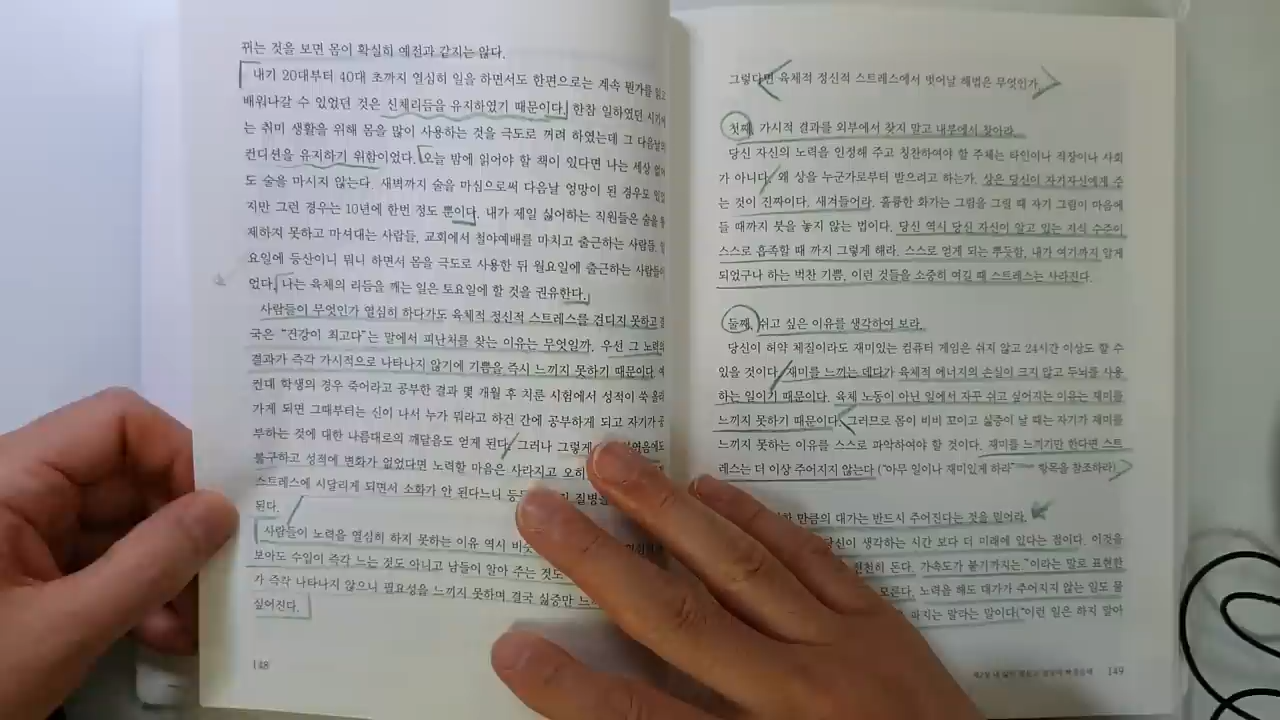 뀌는 것을 보면 몸이 확실히 예전과 같지는 않다.
내가 20대부터 40대 초까지 열심히 일을 하면서도 한편으로는 계속 뭔가를 읽고
배워나갈 수 있었던 것은 신체리듬을 유지하였기 때문이다. 한참 일하였던 시기에
는 취미 생활을 위해 몸을 많이 사용하는 것을 극도로 꺼려 하였는데 그 다음날의
컨디션을 유지하기 위함이었다. 오늘 밤에 읽어야 할 책이 있다면 나는 세상 없어
도 술을 마시지 않는다. 새벽까지 술을 마심으로써 다음날 엉망이 된 경우도 있었
지만 그런 경우는 10년에 한번 정도 뿐이다. 내가 제일 싫어하는 직원들은 술을
제하지 못하고 마셔대는 사람들, 교회에서 철야예배를 마치고 출근하는 사람들,
요일에 등산이니 뭐니 하면서 몸을 극도로 사용한 뒤 월요일에 출근하는 사람들이
었다. 나는 육체의 리듬을 깨는 일은 토요일에 할 것을 권유한다.
사람들이 무엇인가 열심히 하다가도 육체적 정신적 스트레스를 견디지 못하고 결
국은 “건강이 최고다”는 말에서 피난처를 찾는 이유는 무엇일까. 우선 그 노력의
결과가 즉각 가시적으로 나타나지 않기에 기쁨을 즉시 느끼지 못하기 때문이다. 예
컨대 학생의 경우 죽어라고 공부한 결과 몇 개월 후 치룬 시험에서 성적이 쑥 올라
가게 되면 그때부터는 신이 나서 누가 뭐라고 하건 간에 공부하게 되고 자기가 공
부하는 것에 대한 나름대로의 깨달음도 얻게 된다. 그러나 그렇게
불구하고 성적에 변화가 없었다면 노력할 마음은 사라지고 오히
스트레스에 시달리게 되면서 소화가 안 된다느니 질병을
된다.
사람들이 노력을 열심히 하지 못하는 이유 역시
보아도 수입이 즉각 느는 것도 아니고 남들이 알아 주는 것도
가 즉각 나타나지 않으니 필요성을 느끼지 못하며 결국 싫증만
싫어진다.
148
그렇다면 육체적 정신적 스트레스에서 벗어날 해법은 무엇인가.
첫째, 가시적 결과를 외부에서 찾지 말고 내부에서 찾아라.
당신 자신의 노력을 인정해 주고 칭찬하여야 할 주체는 타인이나 직장이나 사회
가 아니다. 왜 상을 누군가로부터 받으려고 하는가. 상은 당신이 자기자신에게 주
는 것이 진짜이다. 새겨들어라. 훌륭한 화가는 그림을 그릴 때 자기 그림이 마음에
들 때까지 붓을 놓지 않는 법이다. 당신 역시 당신 자신이 알고 있는 지식 수준이
스스로 흡족할 때 까지 그렇게 해라. 스스로 얻게 되는 뿌듯함, 내가 여기까지 알게
되었구나 하는 벅찬 기쁨, 이런 것들을 소중히 여길 때 스트레스는 사라진다.
둘째, 쉬고 싶은 이유를 생각하여 보라.
당신이 허약 체질이라도 재미있는 컴퓨터 게임은 쉬지 않고 24시간 이상도 할 수
있을 것이다. 재미를 느끼는 데다가 육체적 에너지의 손실이 크지 않고 두뇌를 사용
하는 일이기 때문이다. 육체 노동이 아닌 일에서 자꾸 쉬고 싶어지는 이유는 재미를
느끼지 못하기 때문이다. 그러므로 몸이 비비 꼬이고 싫증이 날 때는 자기가 재미를
느끼지 못하는 이유를 스스로 파악하여야 할 것이다. 재미를 느끼기만 한다면 스트
레스는 더 이상 주어지지 않는다 (“아무 일이나 재미있게 하라” 항목을 참조하라)
한 만큼의 대가는 반드시 주어진다는 것을 믿어라.
당신이 생각하는 시간 보다 더 미래에 있다는 점이다. 이것을
천천히 돈다. 가속도가 붙기까지는”이라는 말로 표현한
모른다. 노력을 해도 대가가 주어지지 않는 일도 물
파지는 말라는 말이다(“이런 일은 하지 말아
149